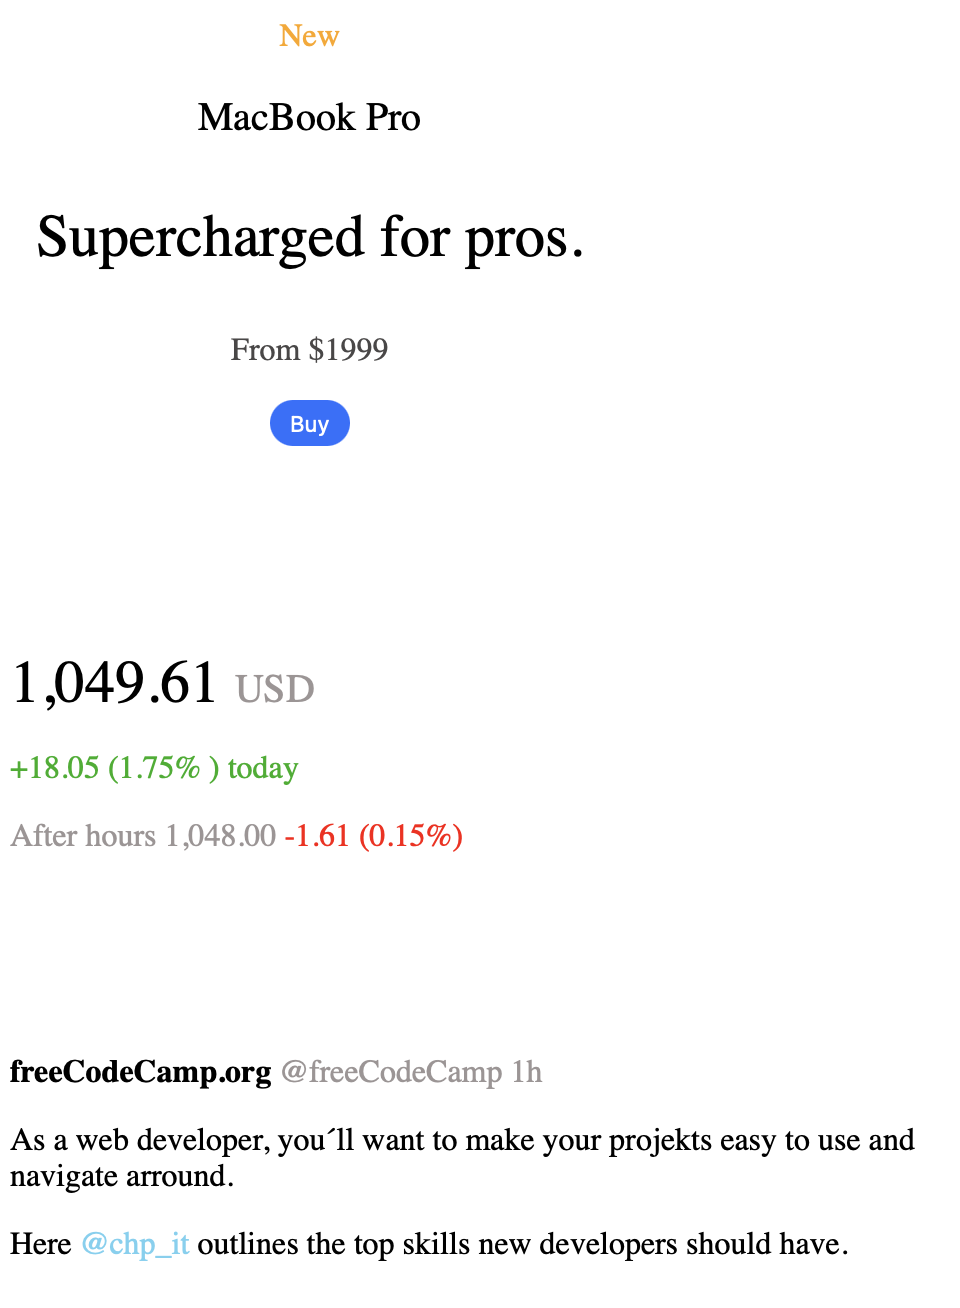 New
MacBook Pro
Supercharged for pros.
From $1999
Buy
1,049.61 USD
+18.05 (1.75% ) today
After hours 1,048.00 -1.61 (0.15%)
freeCodeCamp.org @freeCodeCamp 1h
As a web developer, you´ll want to make your projekts easy to use and
navigate arround.
Here @chp_it outlines the top skills new developers should have.